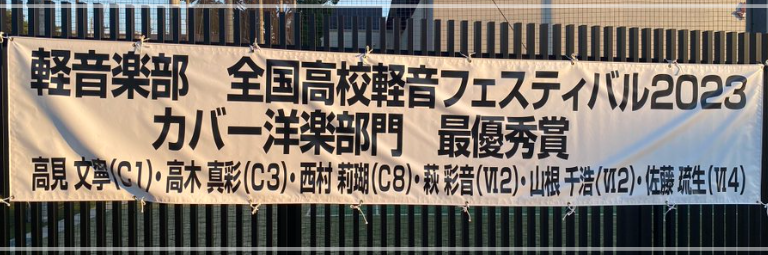 軽音楽部　全国高校軽音フェスティバル2023
カバー洋楽部門　最優秀賞
高見 文寧(C1)・高木 真彩(C3)・西村 莉瑚(C8)・萩 彩音(Ⅵ2)・山根 千浩(Ⅵ2)・佐藤 琉生(Ⅵ4)